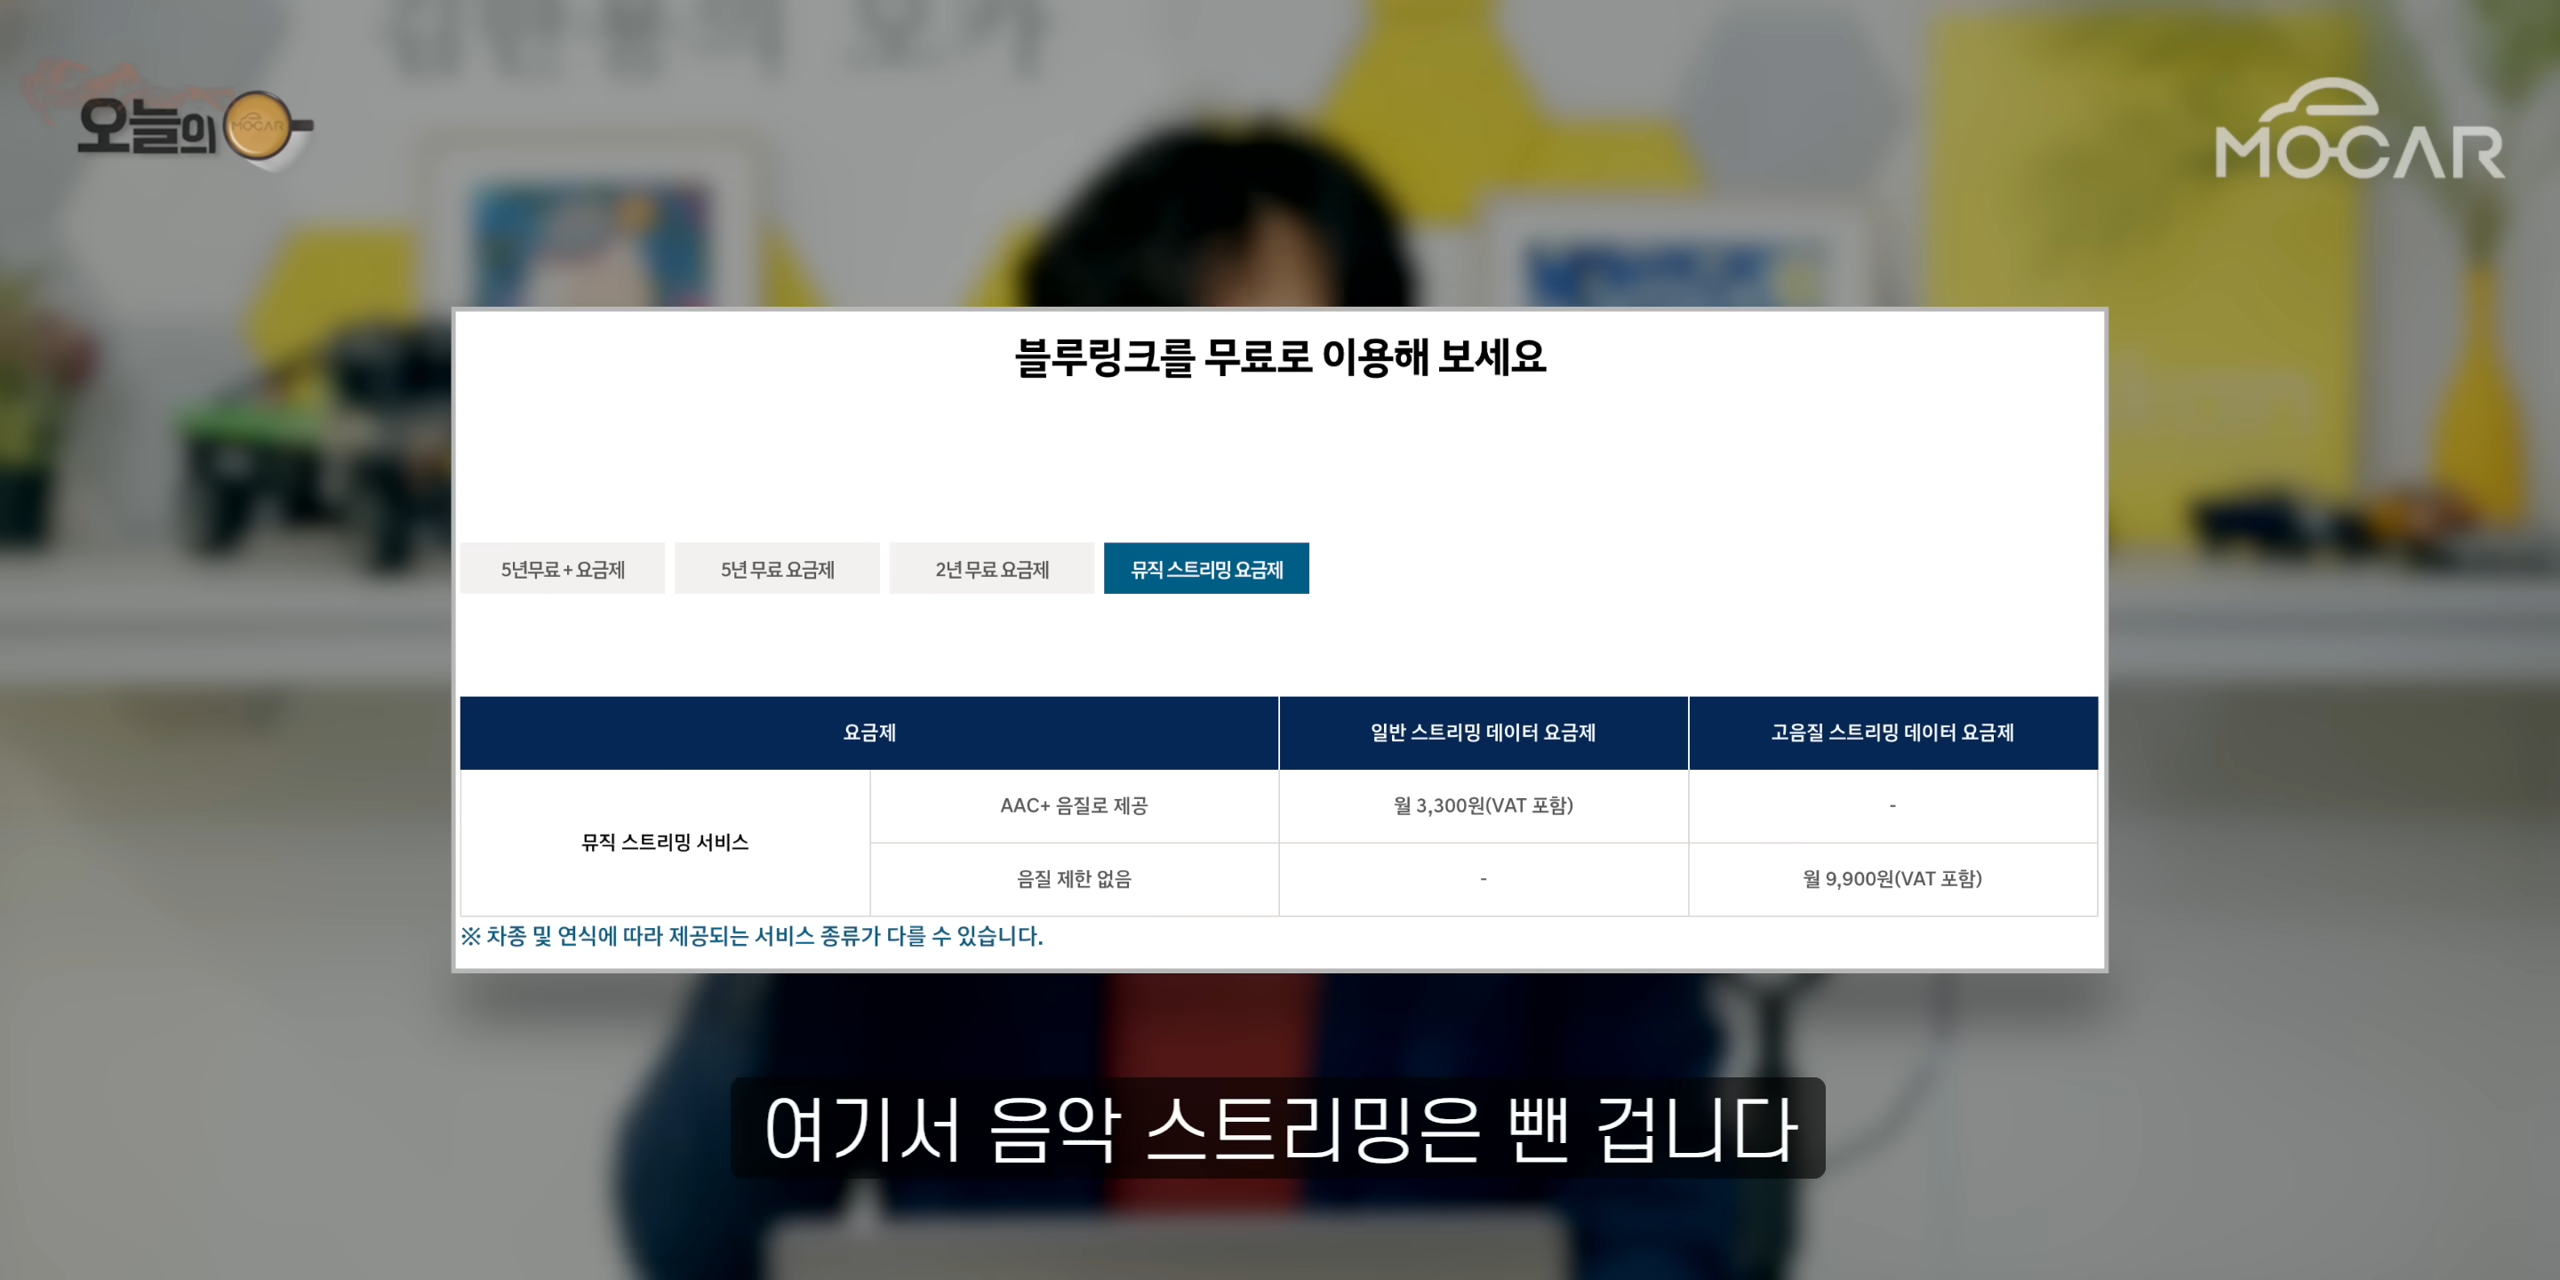 김한용의 모카
오늘의 MOCAR
MOCAR
블루링크를 무료로 이용해 보세요
5년무료 + 요금제 5년 무료 요금제 2년 무료 요금제 뮤직 스트리밍 요금제
요금제 일반 스트리밍 데이터 요금제 고음질 스트리밍 데이터 요금제
뮤직 스트리밍 서비스 AAC+ 음질로 제공 월 3,300원(VAT 포함) -
음질 제한 없음 - 월 9,900원(VAT 포함)
※ 차종 및 연식에 따라 제공되는 서비스 종류가 다를 수 있습니다.
여기서 음악 스트리밍은 뺀 겁니다